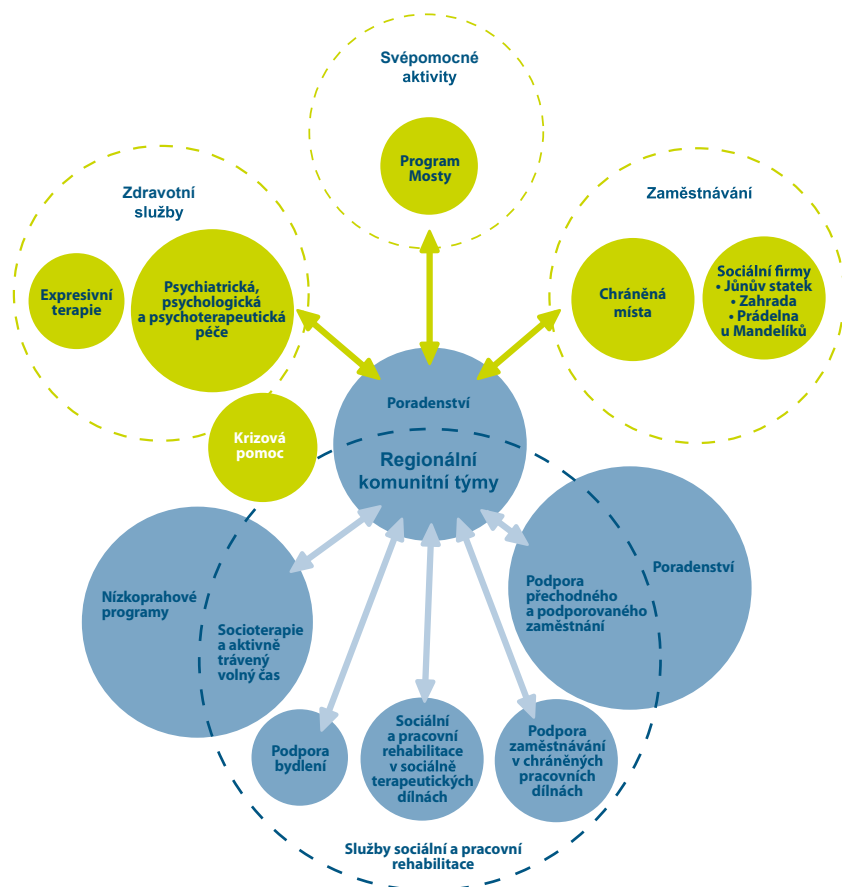 Svépomocné
aktivity
Program
Mosty
Zdravotní
služby
Expresivní
terapie
Psychiatrická,
psychologická
a psychoterapeutická
péče
Zaměstnávání
Chráněná
místa
Sociální firmy
• Jůnův statek
• Zahrada
• Prádelna
u Mandelíků
Krizová
pomoc
Poradenství
Regionální
komunitní týmy
Nízkoprahové
programy
Socioterapie
a aktivně
trávený
volný čas
Podpora
přechodného
a podporovaného
zaměstnání
Poradenství
Podpora
bydlení
Sociální
a pracovní
rehabilitace
v sociálně
terapeutických
dílnách
Podpora
zaměstnávání
v chráněných
pracovních
dílnách
Služby sociální a pracovní
rehabilitace